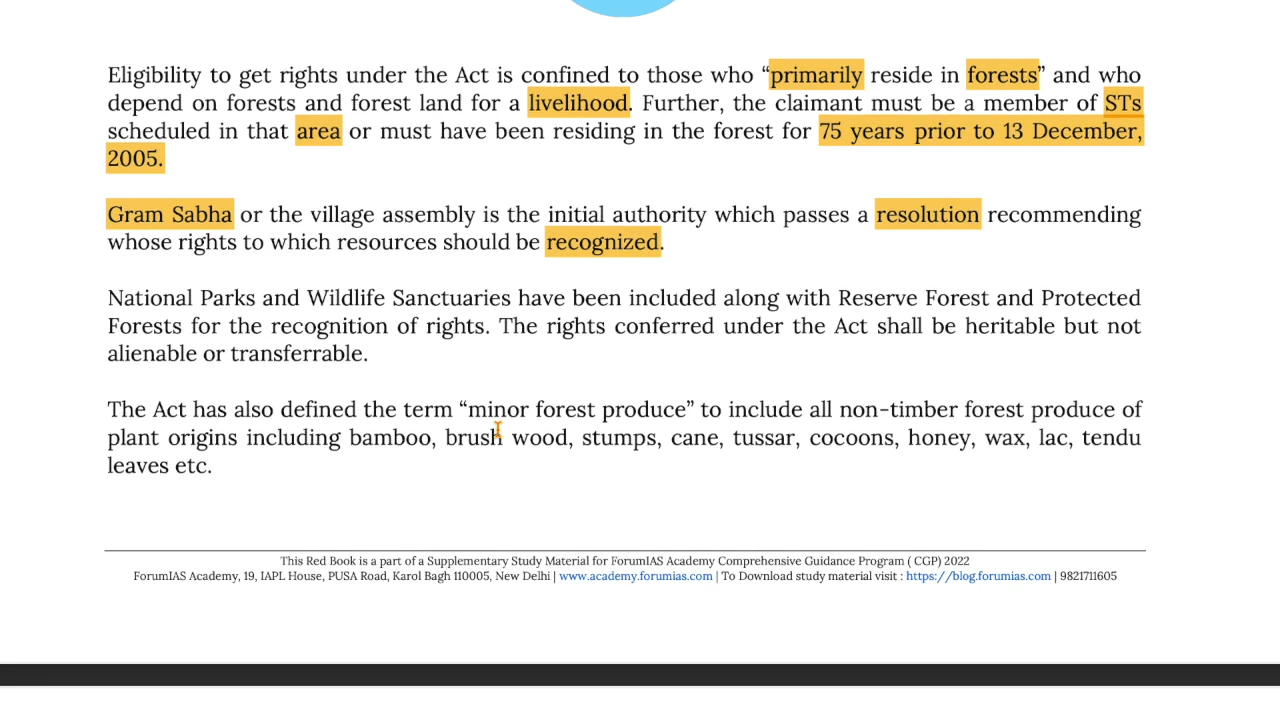 Eligibility to get rights under the Act is confined to those who “primarily reside in forests” and who
depend on forests and forest land for a livelihood. Further, the claimant must be a member of STs
scheduled in that area or must have been residing in the forest for 75 years prior to 13 December,
2005.
Gram Sabha or the village assembly is the initial authority which passes a resolution recommending
whose rights to which resources should be recognized.
National Parks and Wildlife Sanctuaries have been included along with Reserve Forest and Protected
Forests for the recognition of rights. The rights conferred under the Act shall be heritable but not
alienable or transferrable.
The Act has also defined the term “minor forest produce” to include all non-timber forest produce of
plant origins including bamboo, brush wood, stumps, cane, tussar, cocoons, honey, wax, lac, tendu
leaves etc.
This Red Book is a part of a Supplementary Study Material for ForumIAS Academy Comprehensive Guidance Program ( CGP) 2022
ForumIAS Academy, 19, IAPL House, PUSA Road, Karol Bagh 110005, New Delhi | www.academy.forumias.com | To Download study material visit : https://blog.forumias.com | 9821711605